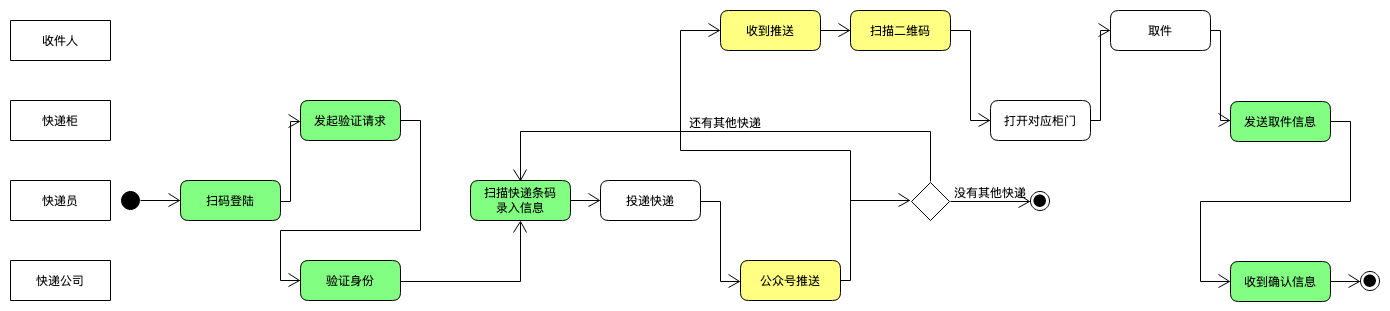 收件人
收到推送
扫描二维码
取件
快递柜
发起验证请求
还有其他快递
打开对应柜门
发送取件信息
快递员
扫码登陆
扫描快递条码
录入信息
投递快递
没有其他快递
快递公司
验证身份
公众号推送
收到确认信息